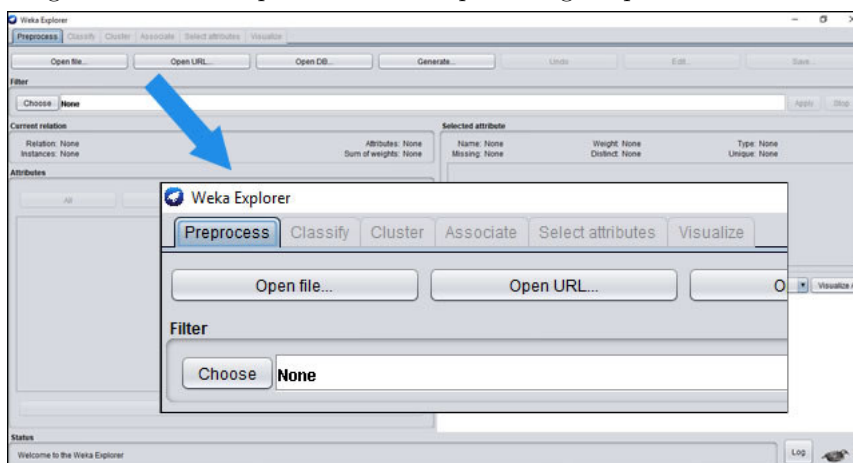 Weka Explorer
Preprocess Classify Cluster Associate Select attributes Visualize
Open file... Open URL... Open DB... Generate... Undo Edit... Save...
Filter
Choose None Apply Stop
Current relation Selected attribute
Relation: None Attributes: None Name: None Weight: None Type: None
Instances: None Sum of weights: None Missing: None Distinct: None Unique: None
Attributes
All
Weka Explorer
Preprocess Classify Cluster Associate Select attributes Visualize
Open file... Open URL... O
Visualize
Filter
Choose None
Status
Welcome to the Weka Explorer Log